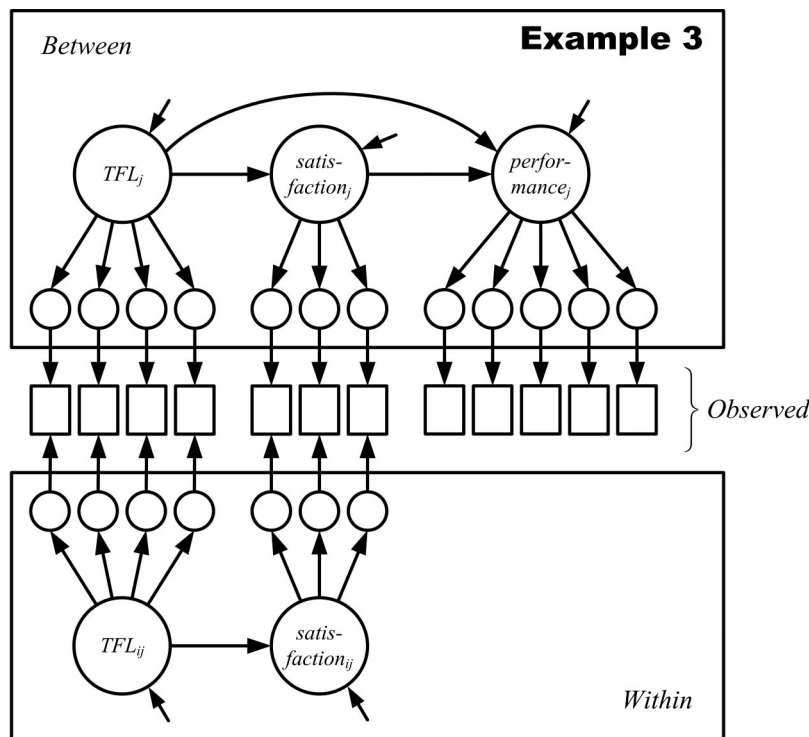 Between
Example 3
TFLj
satis-
factionj
perfor-
mancej
Observed
TFLij
satis-
factionij
Within